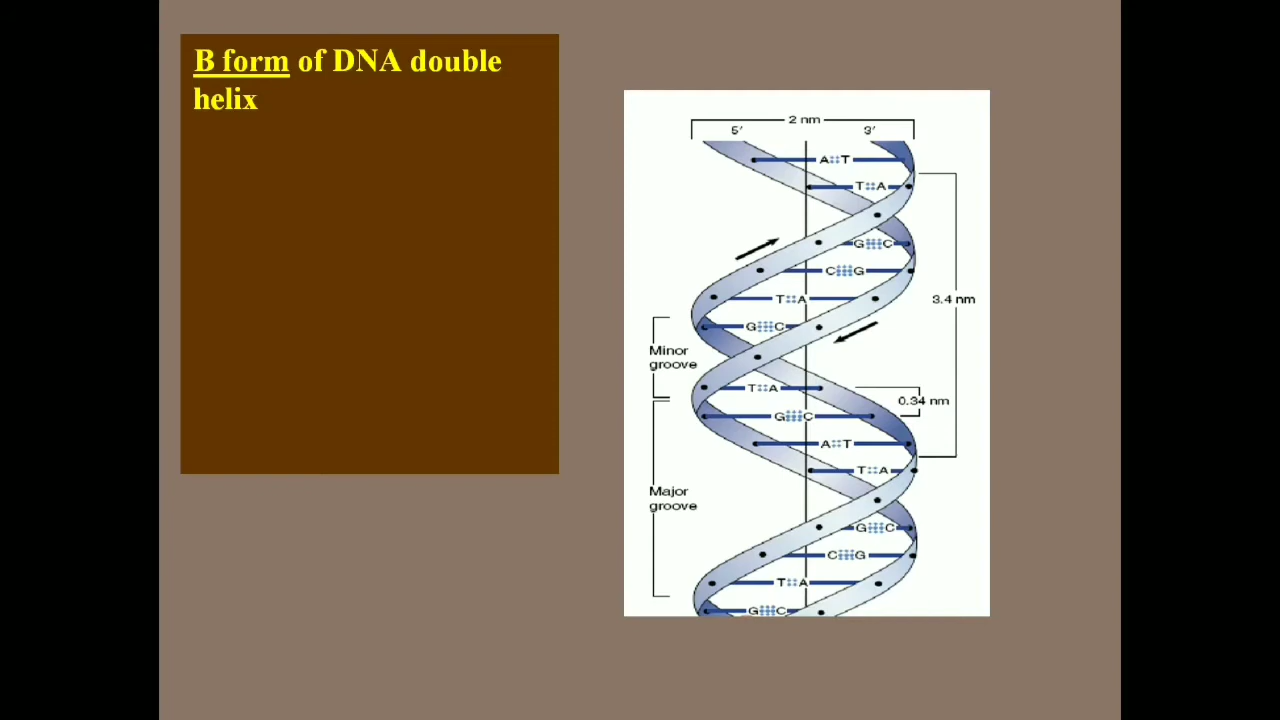 B form of DNA double
helix
2 nm
5′ 3′
A T
T A
G C
C G
T A
3.4 nm
G C
Minor
groove
T A
0.34 nm
G C
A T
T A
Major
groove
G C
C G
T A
G C